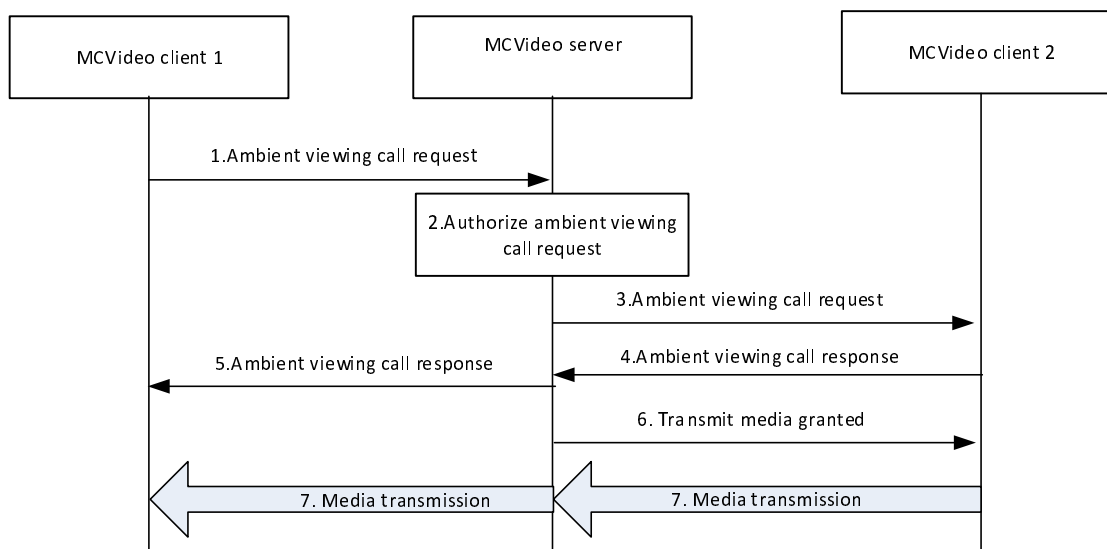 MCVideo client 1
MCVideo server
MCVideo client 2
1.Ambient viewing call request
2.Authorize ambient viewing
call request
3.Ambient viewing call request
4.Ambient viewing call response
5.Ambient viewing call response
6. Transmit media granted
7. Media transmission
7. Media transmission